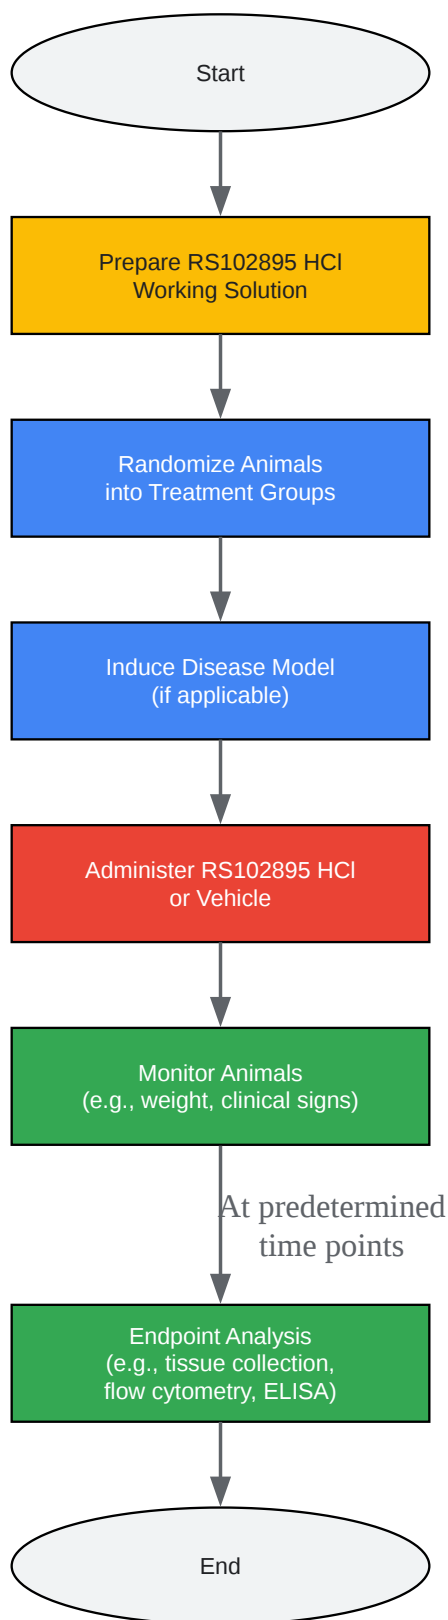 Start
Prepare RS102895 HCl
Working Solution
Randomize Animals
into Treatment Groups
Induce Disease Model
(if applicable)
Administer RS102895 HCl
or Vehicle
Monitor Animals
(e.g., weight, clinical signs)
At predetermined
time points
Endpoint Analysis
(e.g., tissue collection,
flow cytometry, ELISA)
End